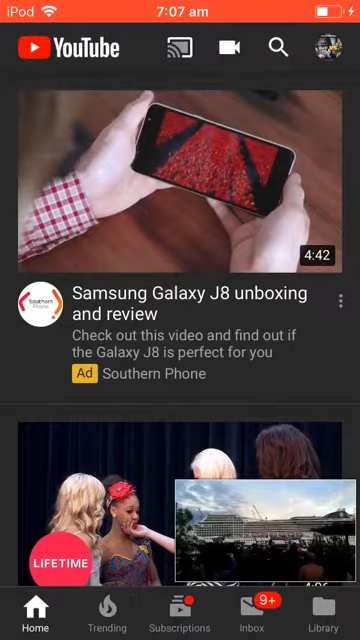 iPod 7:07 am
YouTube
4:42
Southern
Phone
Samsung Galaxy J8 unboxing
and review
Check out this video and find out if
the Galaxy J8 is perfect for you
Ad Southern Phone
LIFETIME
9+
Home Trending Subscriptions Inbox Library